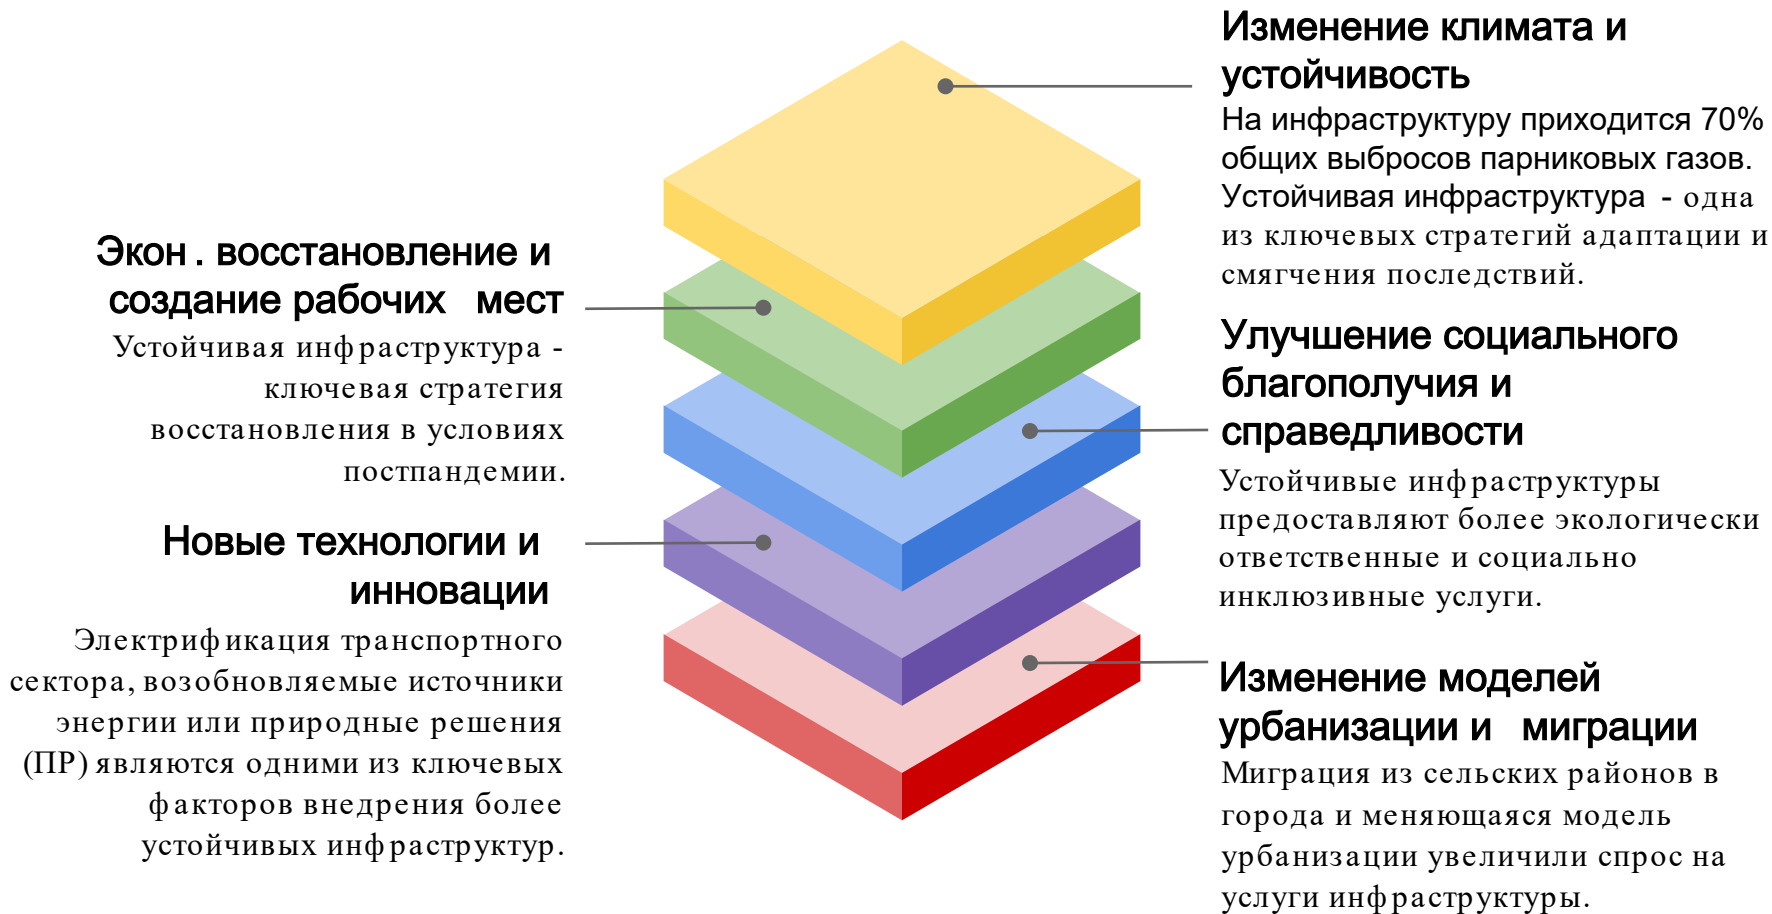 Изменение климата и
устойчивость
На инфраструктуру приходится 70%
общих выбросов парниковых газов.
Устойчивая инфраструктура - одна
из ключевых стратегий адаптации и
смягчения последствий.
Экон. восстановление и
создание рабочих мест
Устойчивая инфраструктура -
ключевая стратегия
восстановления в условиях
постпандемии.
Улучшение социального
благополучия и
справедливости
Устойчивые инфраструктуры
предоставляют более экологически
ответственные и социально
инклюзивные услуги.
Новые технологии и
инновации
Электрификация транспортного
сектора, возобновляемые источники
энергии или природные решения
(ПР) являются одними из ключевых
факторов внедрения более
устойчивых инфраструктур.
Изменение моделей
урбанизации и миграции
Миграция из сельских районов в
города и меняющаяся модель
урбанизации увеличили спрос на
услуги инфраструктуры.